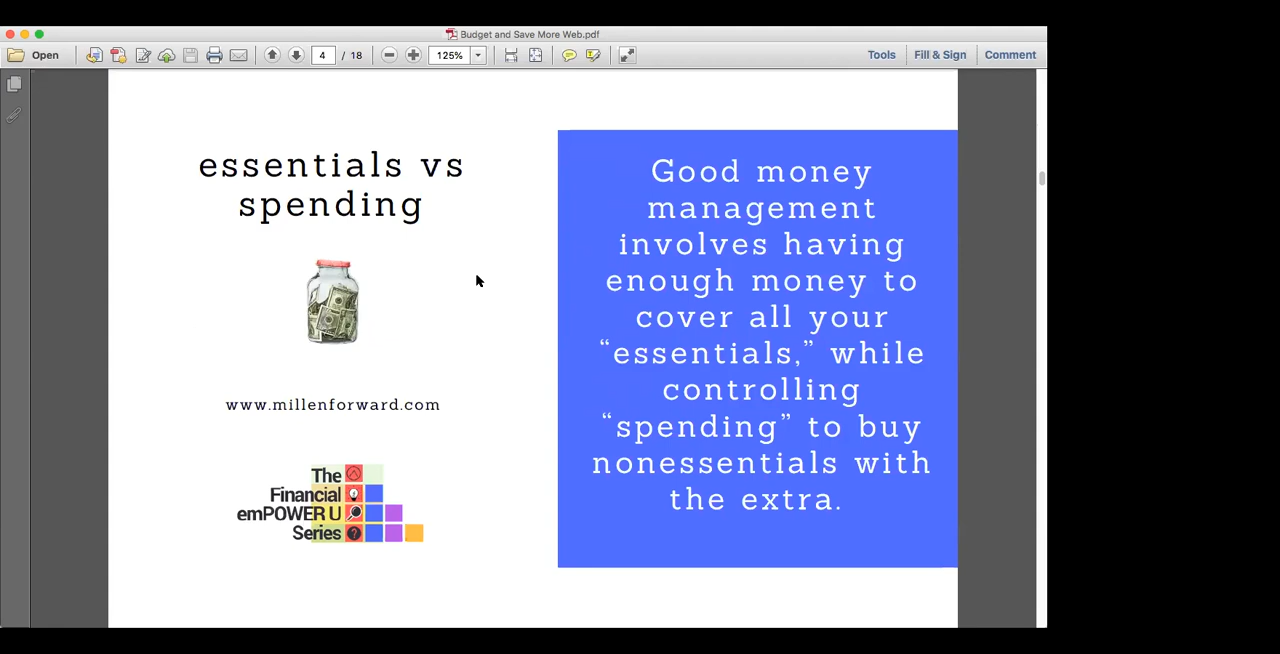 Budget and Save More Web.pdf
Open
4 / 18
125%
Tools
Fill & Sign
Comment
essentials vs
spending
www.millenforward.com
The
Financial
emPOWER U
Series
Good money
management
involves having
enough money to
cover all your
“essentials,” while
controlling
“spending” to buy
nonessentials with
the extra.